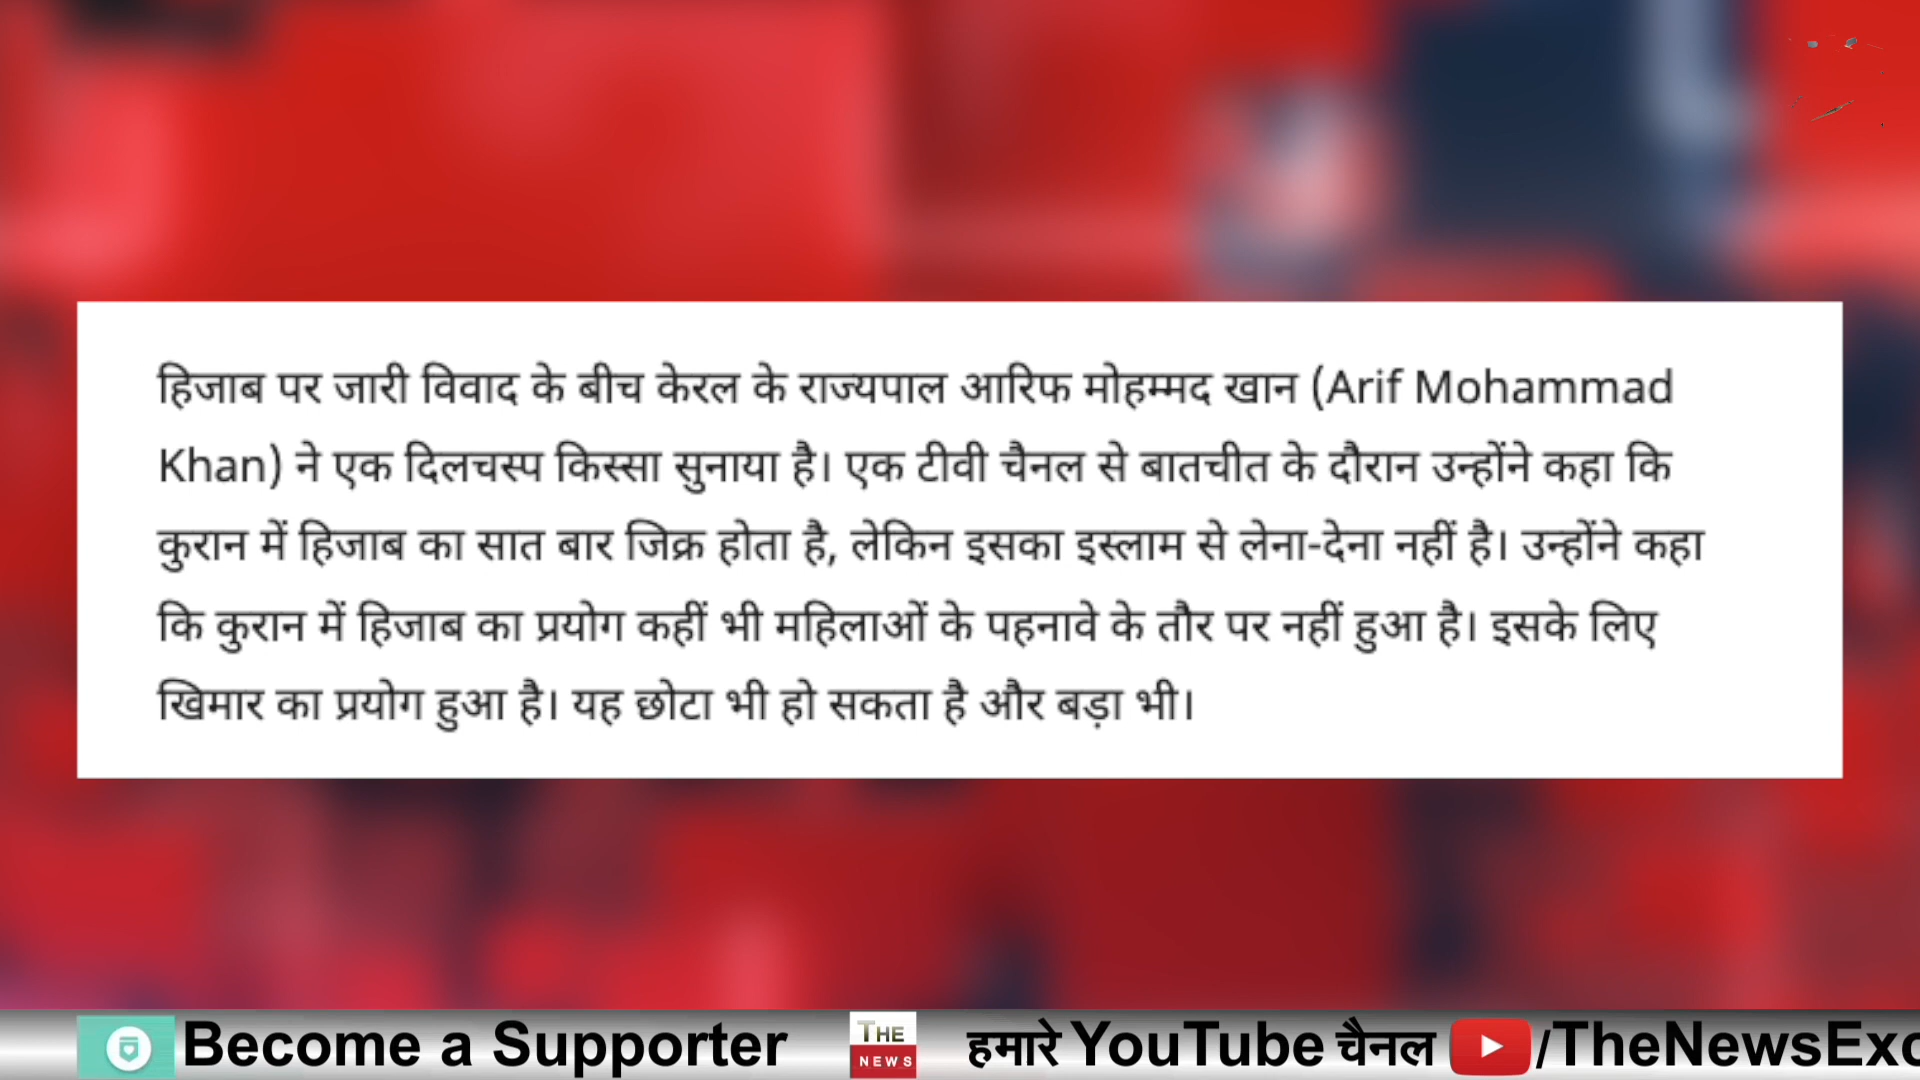 हिजाब पर जारी विवाद के बीच केरल के राज्यपाल आरिफ मोहम्मद खान (Arif Mohammad
Khan) ने एक दिलचस्प किस्सा सुनाया है। एक टीवी चैनल से बातचीत के दौरान उन्होंने कहा कि
कुरान में हिजाब का सात बार जिक्र होता है, लेकिन इसका इस्लाम से लेना-देना नहीं है। उन्होंने कहा
कि कुरान में हिजाब का प्रयोग कहीं भी महिलाओं के पहनावे के तौर पर नहीं हुआ है। इसके लिए
खिमार का प्रयोग हुआ है। यह छोटा भी हो सकता है और बड़ा भी।
Become a Supporter THE NEWS हमारे YouTube चैनल /TheNewsExc